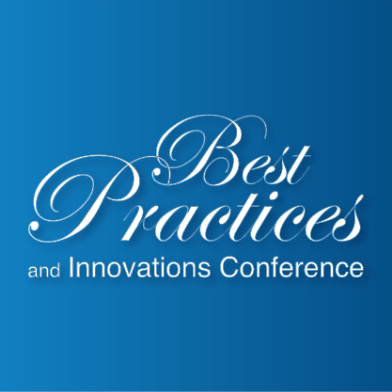 Best
Practices
and Innovations Conference